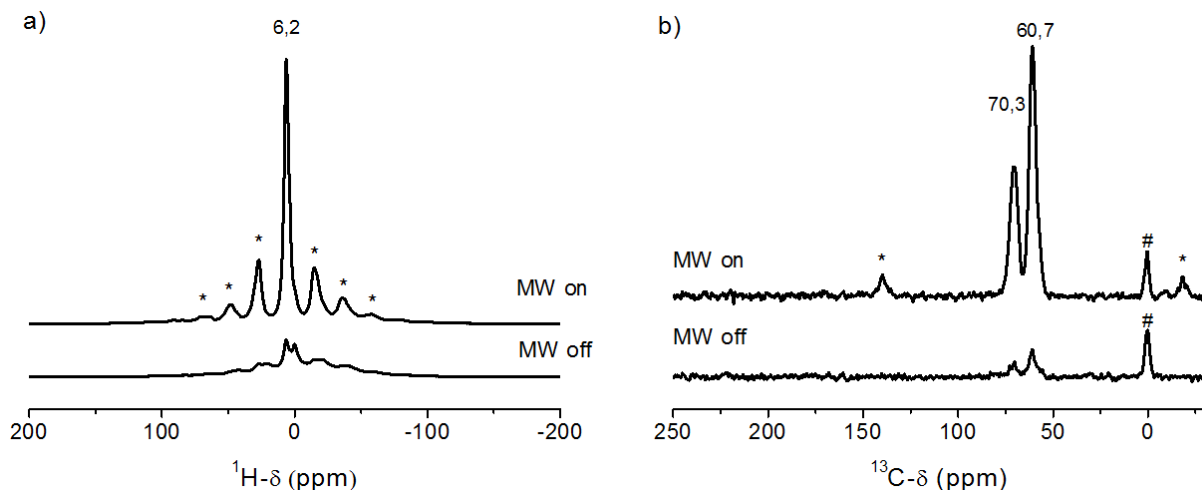 a)
6,2
* * * * * *
MW on
MW off
200 100 0 -100 -200
¹H-δ (ppm)
b)
60,7
70,3
MW on
* # *
MW off
#
250 200 150 100 50 0
¹³C-δ (ppm)